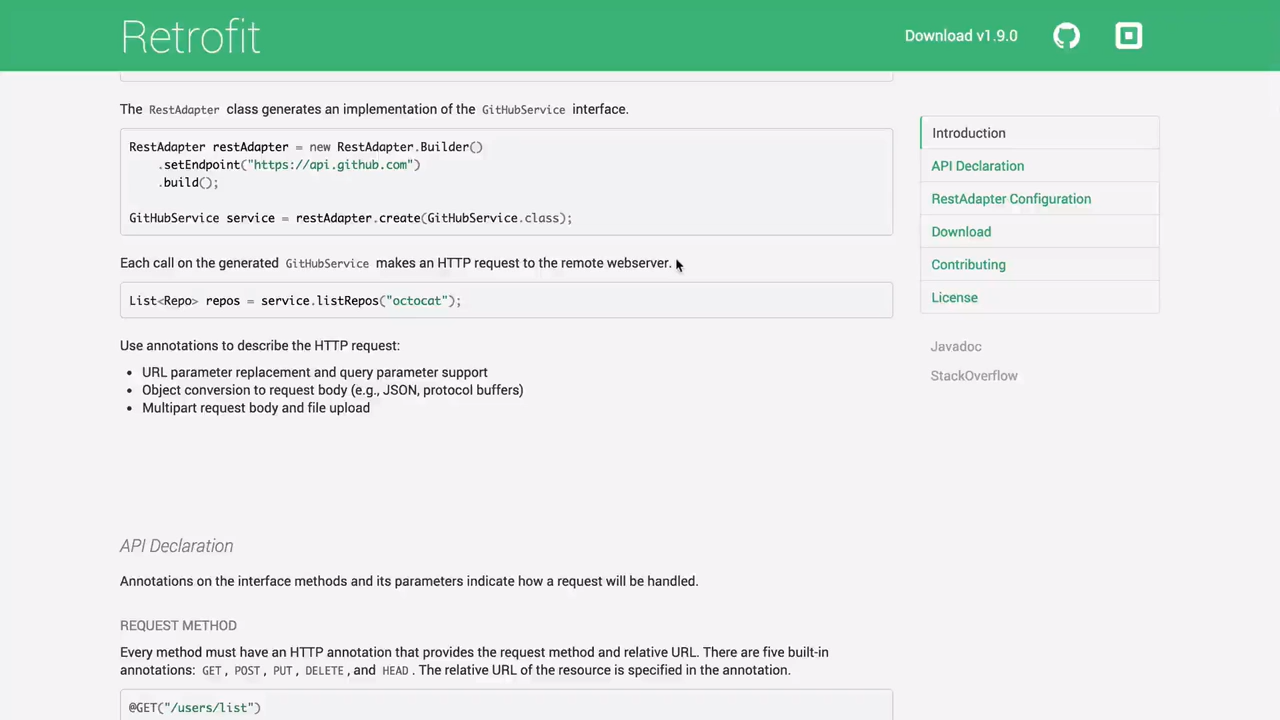 Retrofit
Download v1.9.0
The RestAdapter class generates an implementation of the GitHubService interface.
RestAdapter restAdapter = new RestAdapter.Builder()
    .setEndpoint("https://api.github.com")
    .build();
GitHubService service = restAdapter.create(GitHubService.class);
Each call on the generated GitHubService makes an HTTP request to the remote webserver.
List<Repo> repos = service.listRepos("octocat");
Use annotations to describe the HTTP request:
• URL parameter replacement and query parameter support
• Object conversion to request body (e.g., JSON, protocol buffers)
• Multipart request body and file upload
API Declaration
Annotations on the interface methods and its parameters indicate how a request will be handled.
REQUEST METHOD
Every method must have an HTTP annotation that provides the request method and relative URL. There are five built-in
annotations: GET, POST, PUT, DELETE, and HEAD. The relative URL of the resource is specified in the annotation.
@GET("/users/list")
Introduction
API Declaration
RestAdapter Configuration
Download
Contributing
License
Javadoc
StackOverflow